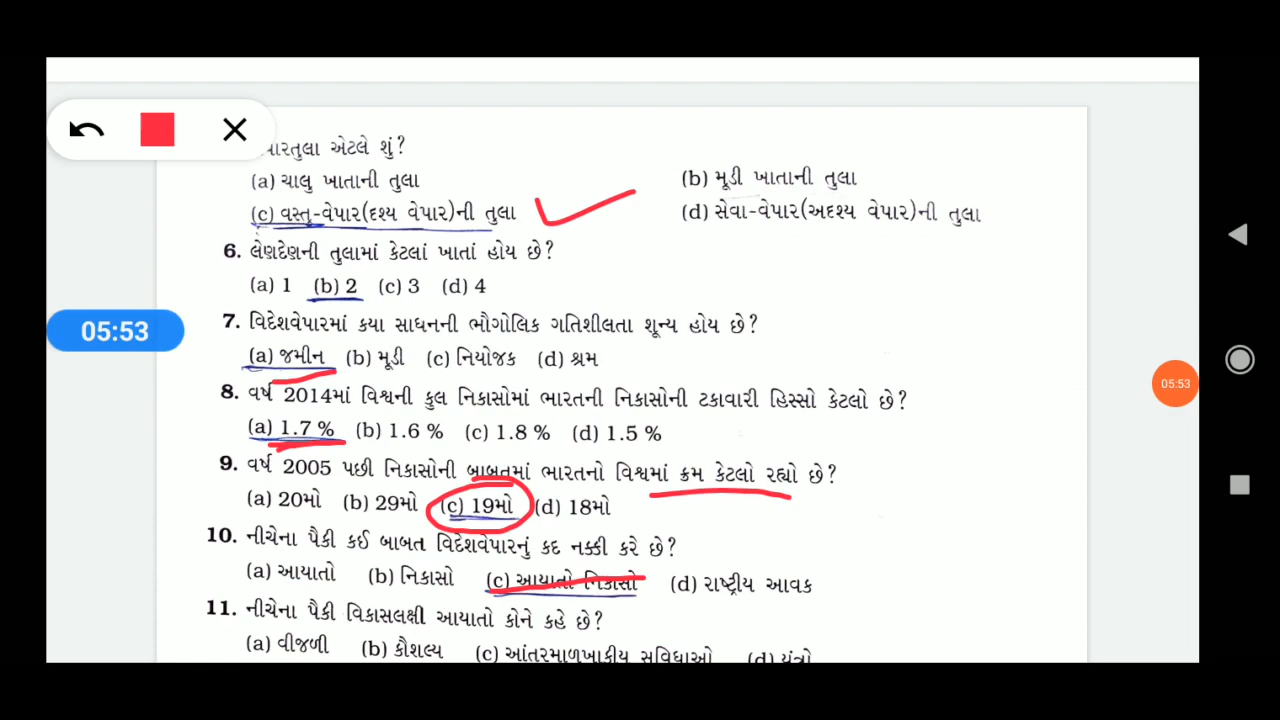 એટલે શું?
(a) ચાલુ ખાતાની તુલા (b) મૂડી ખાતાની તુલા
(c) વસ્તુ-વેપાર(દશ્ય વેપાર)ની તુલા (d) સેવા-વેપાર(અદશ્ય વેપાર)ની તુલા
6. લેણદેણની તુલામાં કેટલાં ખાતાં હોય છે?
(a) 1 (b) 2 (c) 3 (d) 4
05:53
7. વિદેશવેપારમાં કયા સાધનની ભૌગોલિક ગતિશીલતા શૂન્ય હોય છે?
(a) જમીન (b) મૂડી (c) નિયોજક (d) શ્રમ
05:53
8. વર્ષ 2014માં વિશ્વની કુલ નિકાસોમાં ભારતની નિકાસોની ટકાવારી હિસ્સો કેટલો છે?
(a) 1.7 % (b) 1.6 % (c) 1.8 % (d) 1.5 %
9. વર્ષ 2005 પછી નિકાસોની બાબતમાં ભારતનો વિશ્વમાં ક્રમ કેટલો રહ્યો છે?
(a) 20મો (b) 29મો (c) 19મો (d) 18મો
10. નીચેના પૈકી કઈ બાબત વિદેશવેપારનું કદ નક્કી કરે છે?
(a) આયાતો (b) નિકાસો (c) આયાતો નિકાસો (d) રાષ્ટ્રીય આવક
11. નીચેના પૈકી વિકાસલક્ષી આયાતો કોને કહે છે?
(a) વીજળી (b) કૌશલ્ય (c) આંતરમાળખાકીય સુવિધાઓ (d) યંત્રો